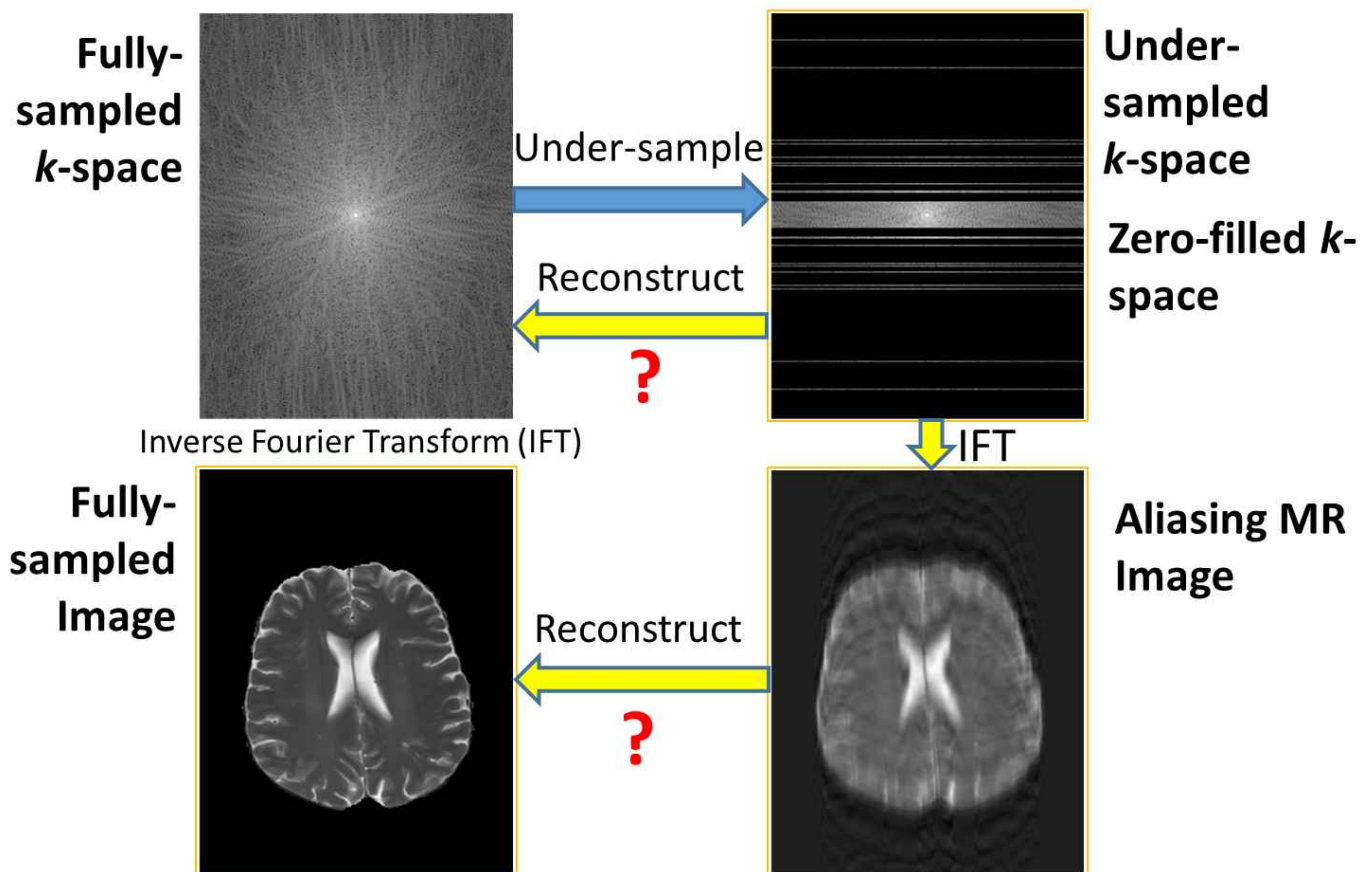 Fully-
sampled
k-space
Under-sample
Reconstruct
?
Under-
sampled
k-space
Zero-filled k-
space
Inverse Fourier Transform (IFT)
IFT
Fully-
sampled
Image
Reconstruct
?
Aliasing MR
Image